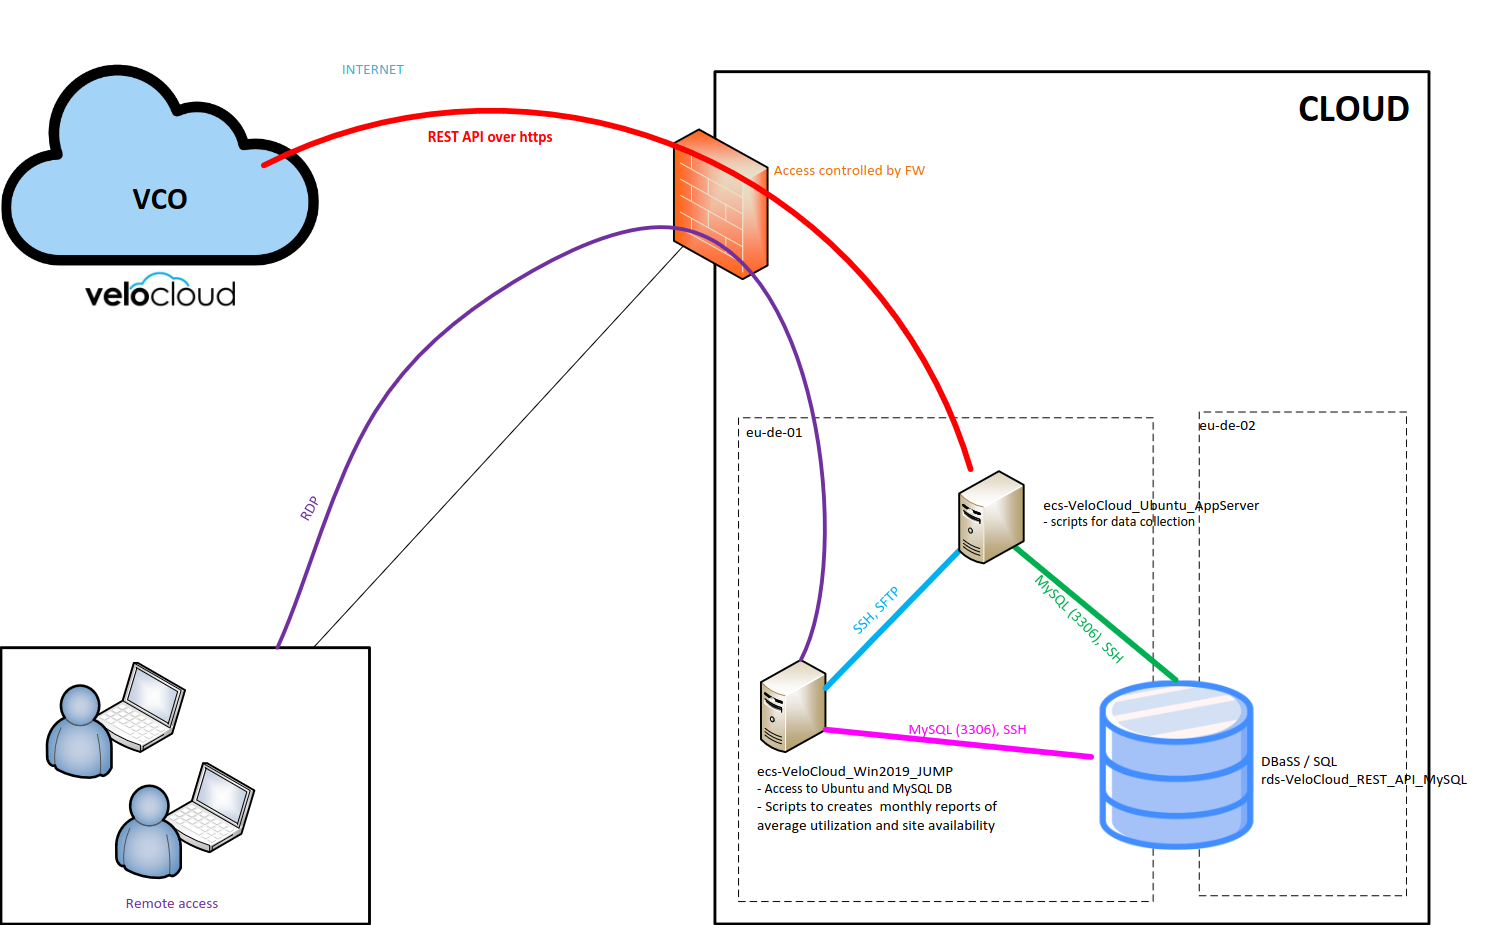 INTERNET
CLOUD
REST API over https
Access controlled by FW
VCO
velocloud
eu-de-01
eu-de-02
RDP
ecs-VeloCloud_Ubuntu_AppServer
- scripts for data collection
SSH, SFTP
MySQL (3306), SSH
MySQL (3306), SSH
ecs-VeloCloud_Win2019_JUMP
- Access to Ubuntu and MySQL DB
- Scripts to creates  monthly reports of
average utilization and site availability
DBaSS / SQL
rds-VeloCloud_REST_API_MySQL
Remote access